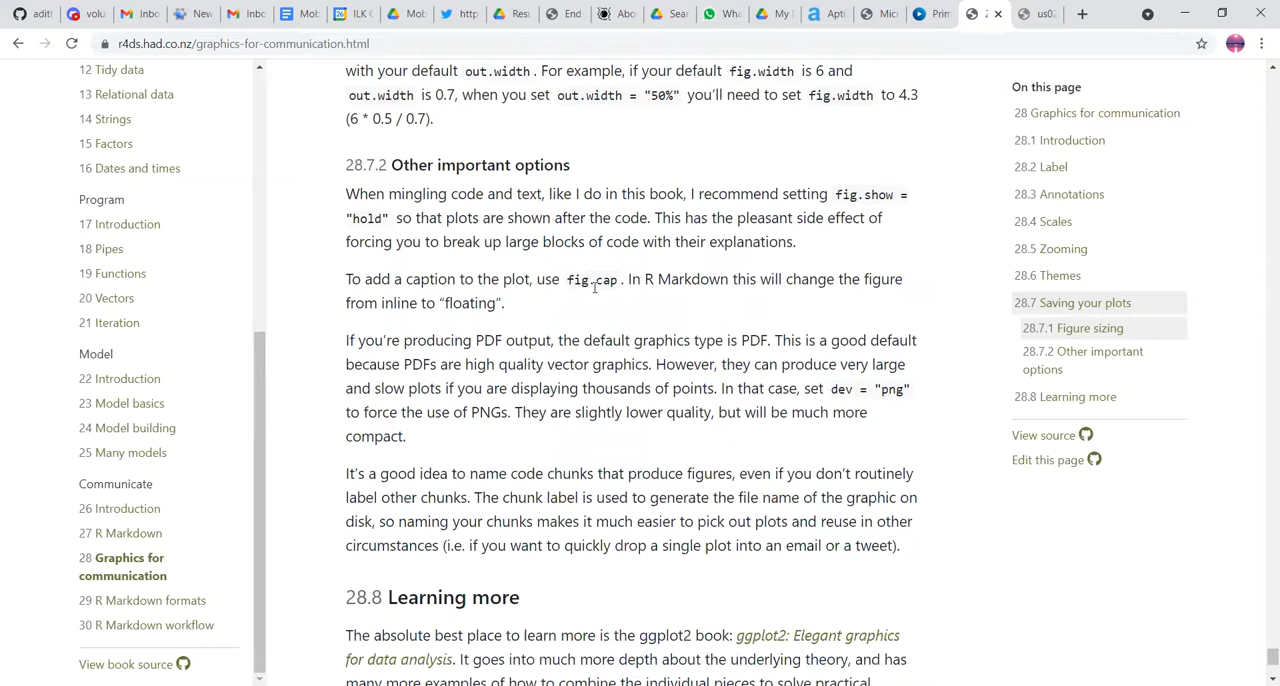 aditl
volu
Inbo
New
Inbo
Mob
ILK C
Mob
http
Resu
End
Abo
Sear
Wha
My I
Apti
Micr
Prim
2
us02
r4ds.had.co.nz/graphics-for-communication.html
12 Tidy data
13 Relational data
14 Strings
15 Factors
16 Dates and times
Program
17 Introduction
18 Pipes
19 Functions
20 Vectors
21 Iteration
Model
22 Introduction
23 Model basics
24 Model building
25 Many models
Communicate
26 Introduction
27 R Markdown
28 Graphics for
communication
29 R Markdown formats
30 R Markdown workflow
View book source
with your default out.width. For example, if your default fig.width is 6 and
out.width is 0.7, when you set out.width = "50%" you’ll need to set fig.width to 4.3
(6 * 0.5 / 0.7).
28.7.2 Other important options
When mingling code and text, like I do in this book, I recommend setting fig.show =
"hold" so that plots are shown after the code. This has the pleasant side effect of
forcing you to break up large blocks of code with their explanations.
To add a caption to the plot, use fig.cap. In R Markdown this will change the figure
from inline to “floating”.
If you’re producing PDF output, the default graphics type is PDF. This is a good default
because PDFs are high quality vector graphics. However, they can produce very large
and slow plots if you are displaying thousands of points. In that case, set dev = "png"
to force the use of PNGs. They are slightly lower quality, but will be much more
compact.
It’s a good idea to name code chunks that produce figures, even if you don’t routinely
label other chunks. The chunk label is used to generate the file name of the graphic on
disk, so naming your chunks makes it much easier to pick out plots and reuse in other
circumstances (i.e. if you want to quickly drop a single plot into an email or a tweet).
28.8 Learning more
The absolute best place to learn more is the ggplot2 book: ggplot2: Elegant graphics
for data analysis. It goes into much more depth about the underlying theory, and has
many more examples of how to combine the individual pieces to solve practical
On this page
28 Graphics for communication
28.1 Introduction
28.2 Label
28.3 Annotations
28.4 Scales
28.5 Zooming
28.6 Themes
28.7 Saving your plots
28.7.1 Figure sizing
28.7.2 Other important
options
28.8 Learning more
View source
Edit this page